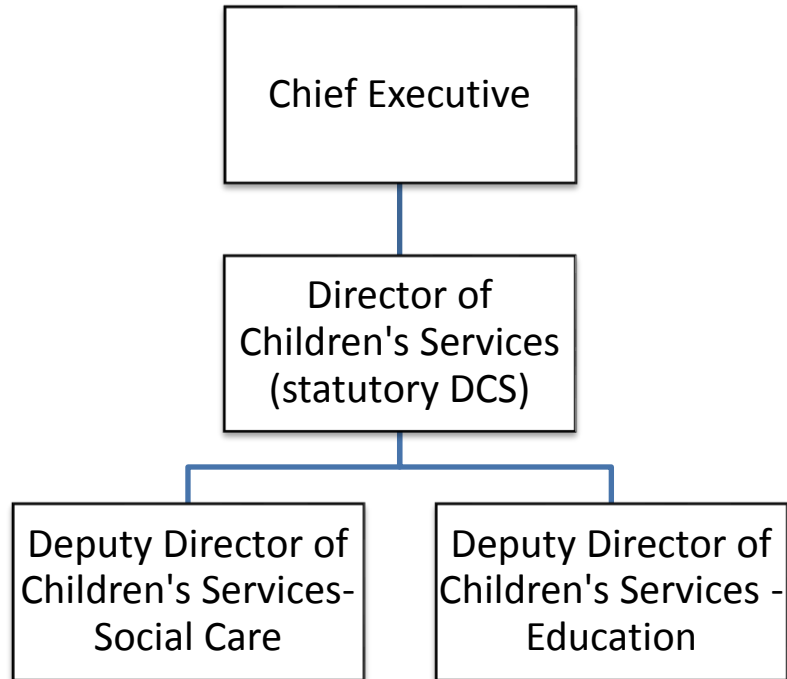 Chief Executive
Director of
Children's Services
(statutory DCS)
Deputy Director of
Children's Services-
Social Care
Deputy Director of
Children's Services -
Education